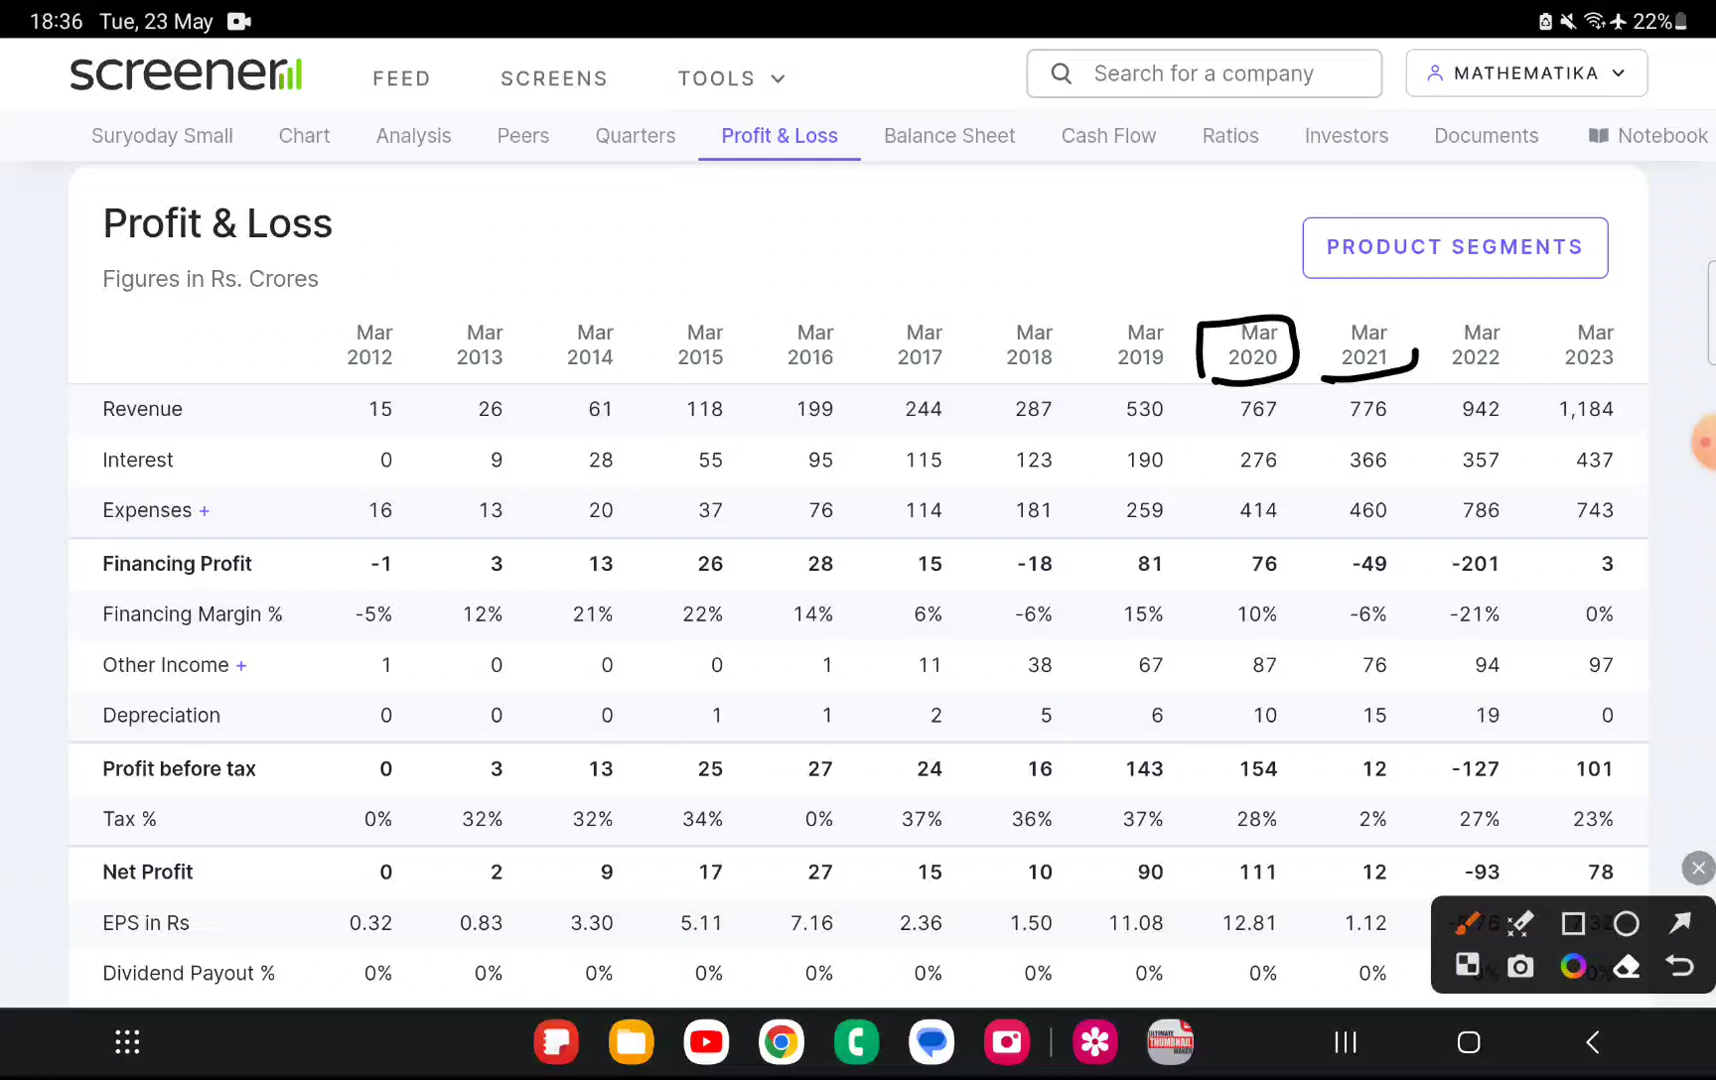 18:36 Tue, 23 May 22%
screener FEED SCREENS TOOLS Search for a company MATHEMATIKA
Suryoday Small Chart Analysis Peers Quarters Profit & Loss Balance Sheet Cash Flow Ratios Investors Documents Notebook
Profit & Loss
PRODUCT SEGMENTS
Figures in Rs. Crores
Mar Mar Mar Mar Mar Mar Mar Mar Mar Mar Mar Mar
2012 2013 2014 2015 2016 2017 2018 2019 2020 2021 2022 2023
Revenue 15 26 61 118 199 244 287 530 767 776 942 1,184
Interest 0 9 28 55 95 115 123 190 276 366 357 437
Expenses + 16 13 20 37 76 114 181 259 414 460 786 743
Financing Profit -1 3 13 26 28 15 -18 81 76 -49 -201 3
Financing Margin % -5% 12% 21% 22% 14% 6% -6% 15% 10% -6% -21% 0%
Other Income + 1 0 0 0 1 11 38 67 87 76 94 97
Depreciation 0 0 0 1 1 2 5 6 10 15 19 0
Profit before tax 0 3 13 25 27 24 16 143 154 12 -127 101
Tax % 0% 32% 32% 34% 0% 37% 36% 37% 28% 2% 27% 23%
Net Profit 0 2 9 17 27 15 10 90 111 12 -93 78
EPS in Rs 0.32 0.83 3.30 5.11 7.16 2.36 1.50 11.08 12.81 1.12
Dividend Payout % 0% 0% 0% 0% 0% 0% 0% 0% 0% 0%
ULTIMATE
THUMBNAIL
MAKER